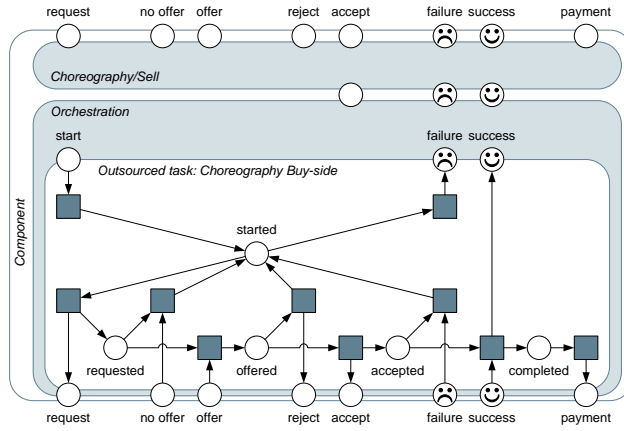 request no offer offer reject accept failure success payment
Choreography/Sell
Orchestration
start failure success
Outsourced task: Choreography Buy-side
started
Component
requested offered accepted completed
request no offer offer reject accept failure success payment